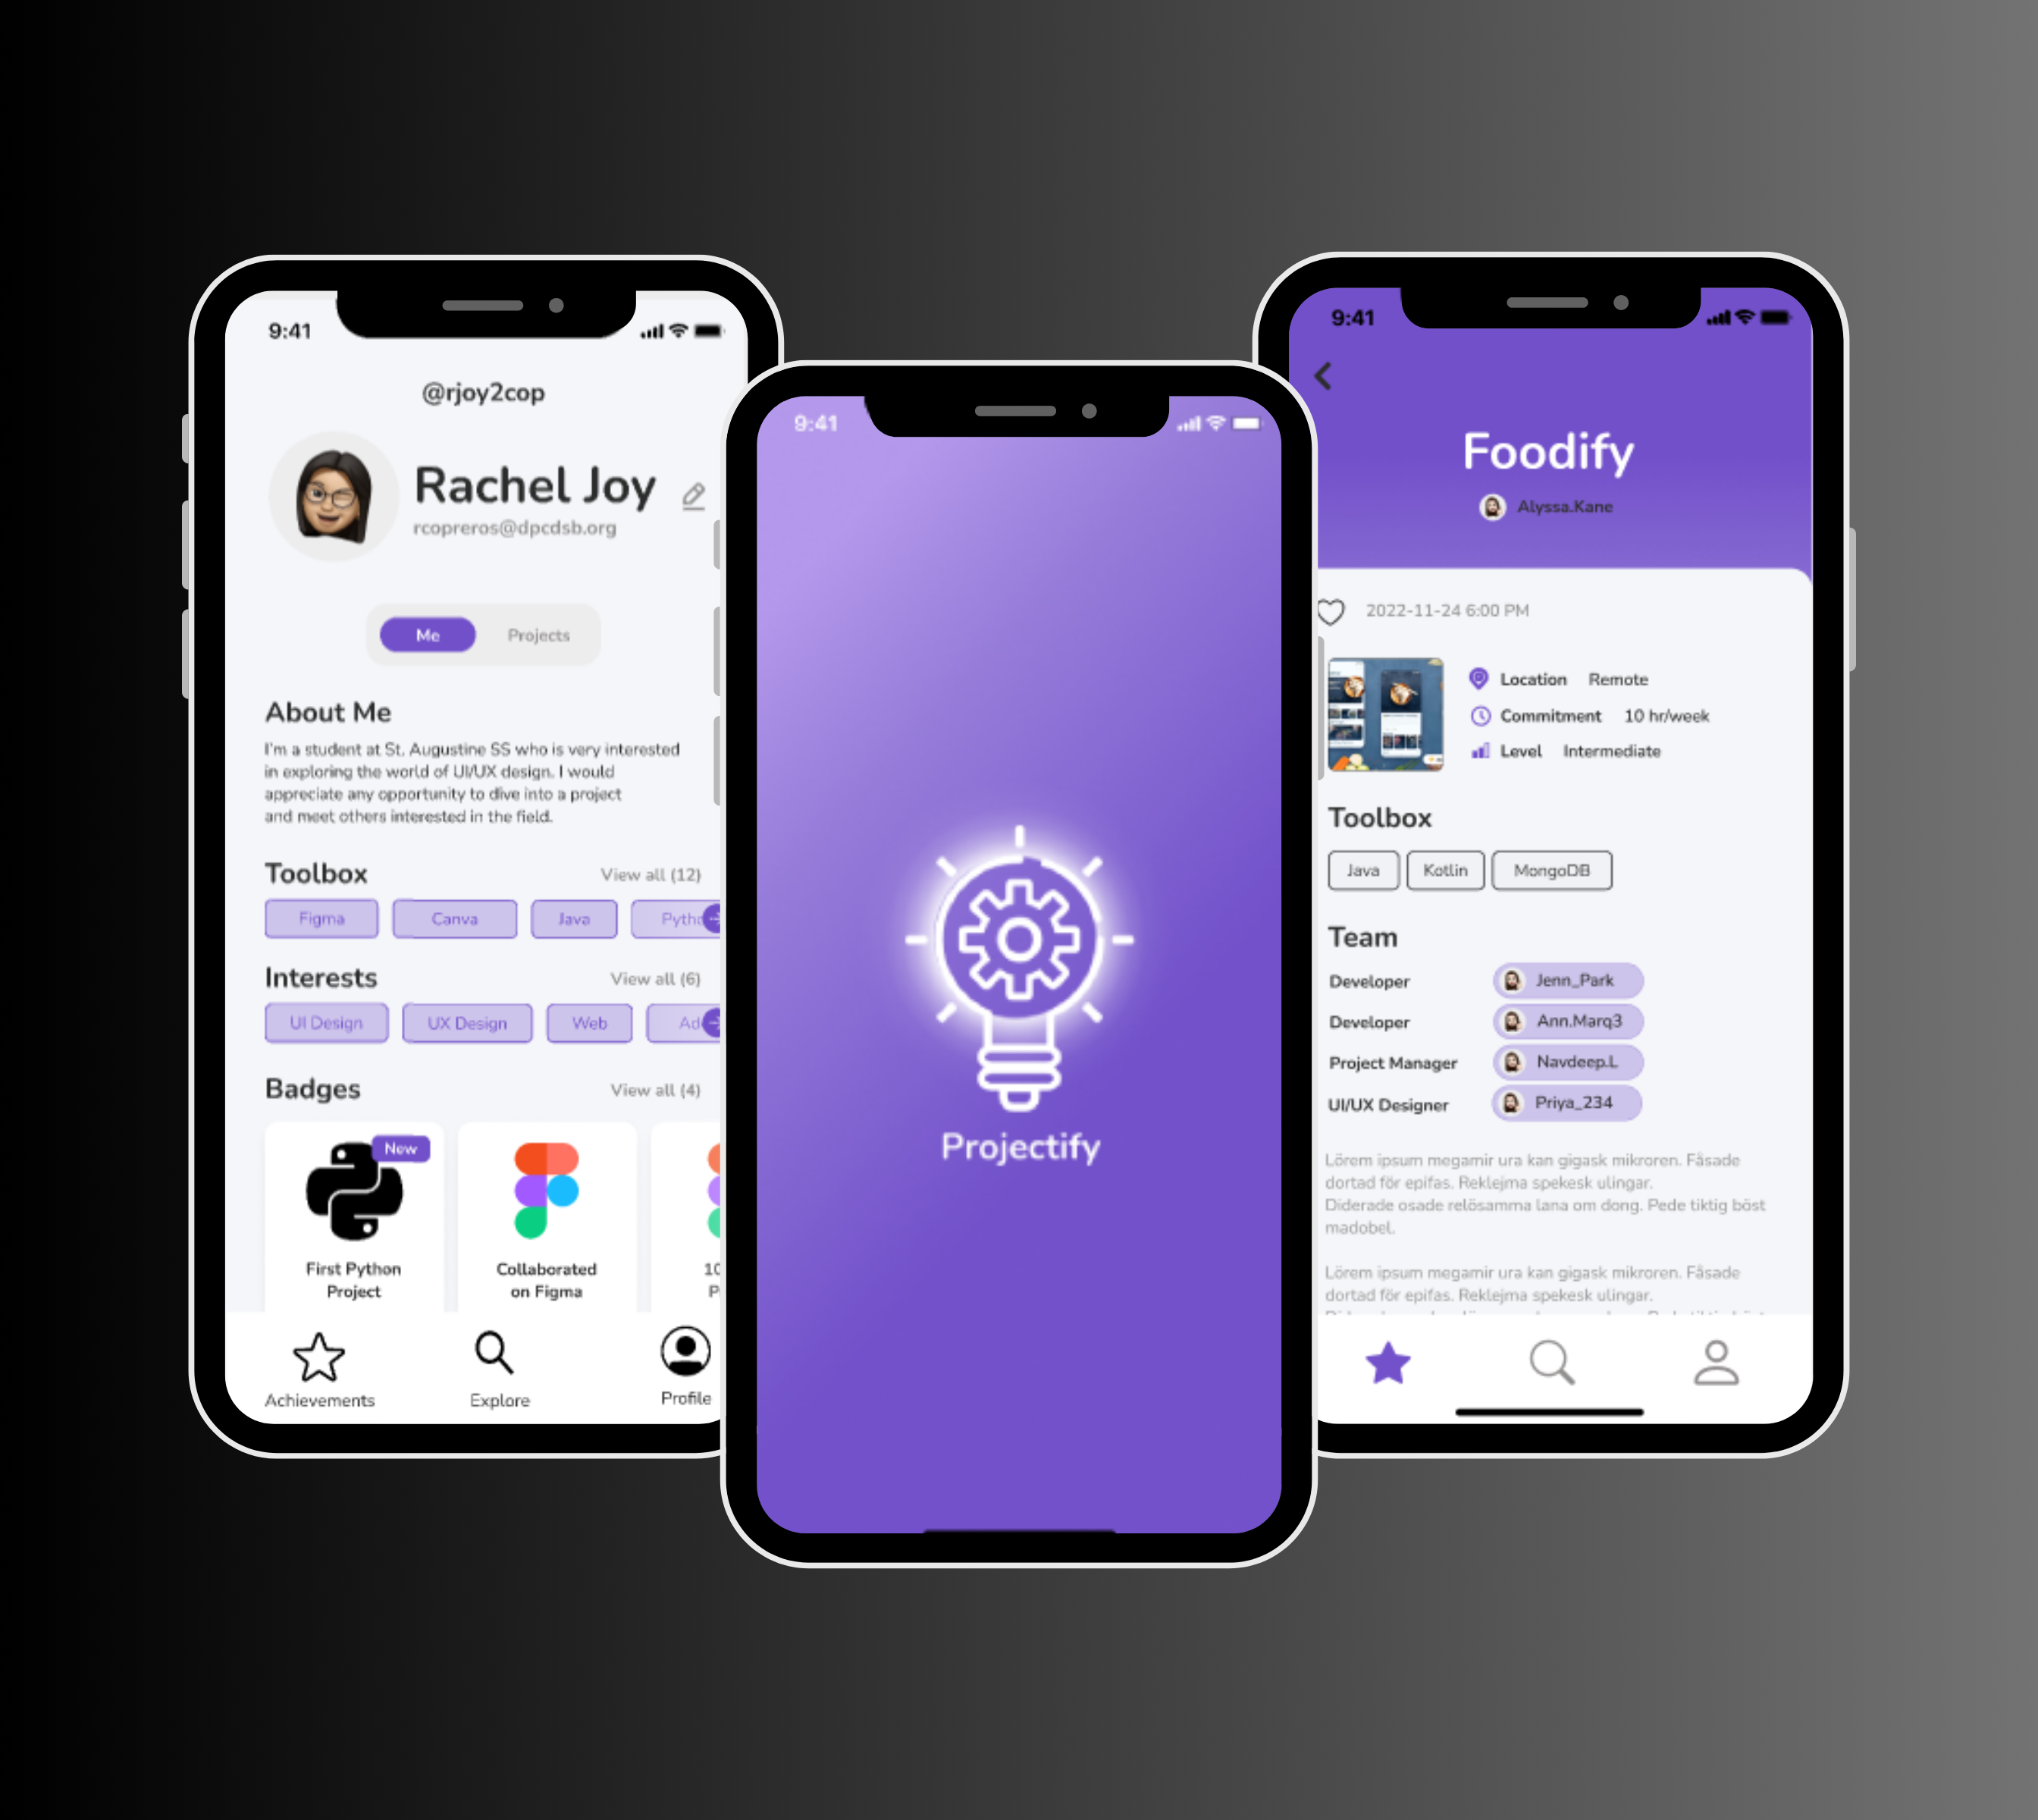 9:41
@rjoy2cop
Rachel Joy
rcopreros@dpcdsb.org
Me Projects
About Me
I'm a student at St. Augustine SS who is very interested
in exploring the world of UI/UX design. I would
appreciate any opportunity to dive into a project
and meet others interested in the field.
Toolbox View all (12)
Figma Canva Java
Interests View all (6)
UI Design UX Design Web
Badges View all (4)
New
First Python
Project
Collaborated
on Figma
10
Achievements Explore Profile
9:41
Projectify
9:41
Foodify
Alyssa.Kane
2022-11-24 6:00 PM
Location Remote
Commitment 10 hr/week
Level Intermediate
Toolbox
Java Kotlin MongoDB
Team
Developer Jenn_Park
Developer Ann.Marq3
Project Manager Navdeep.L
UI/UX Designer Priya_234
Lörem ipsum megamir ura kan gigask mikroren. Fåsade
dortad för epifas. Reklejma spekesk ulingar.
Diderade osade relösamma lana om dong. Pede tiktig böst
madobel.
Lörem ipsum megamir ura kan gigask mikroren. Fåsade
dortad för epifas. Reklejma spekesk ulingar.